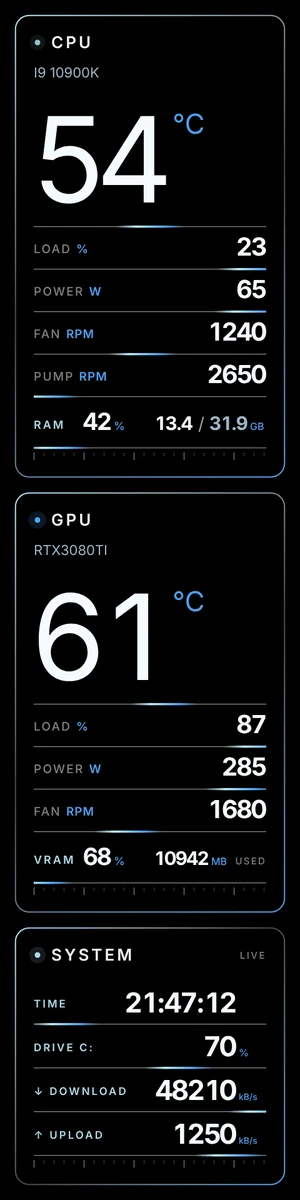 CPU
I9 10900K
54 °C
LOAD % 23
POWER W 65
FAN RPM 1240
PUMP RPM 2650
RAM 42 % 13.4 / 31.9 GB
GPU
RTX3080TI
61 °C
LOAD % 87
POWER W 285
FAN RPM 1680
VRAM 68 % 10942 MB USED
SYSTEM LIVE
TIME 21:47:12
DRIVE C: 70 %
↓ DOWNLOAD 48210 kB/s
↑ UPLOAD 1250 kB/s